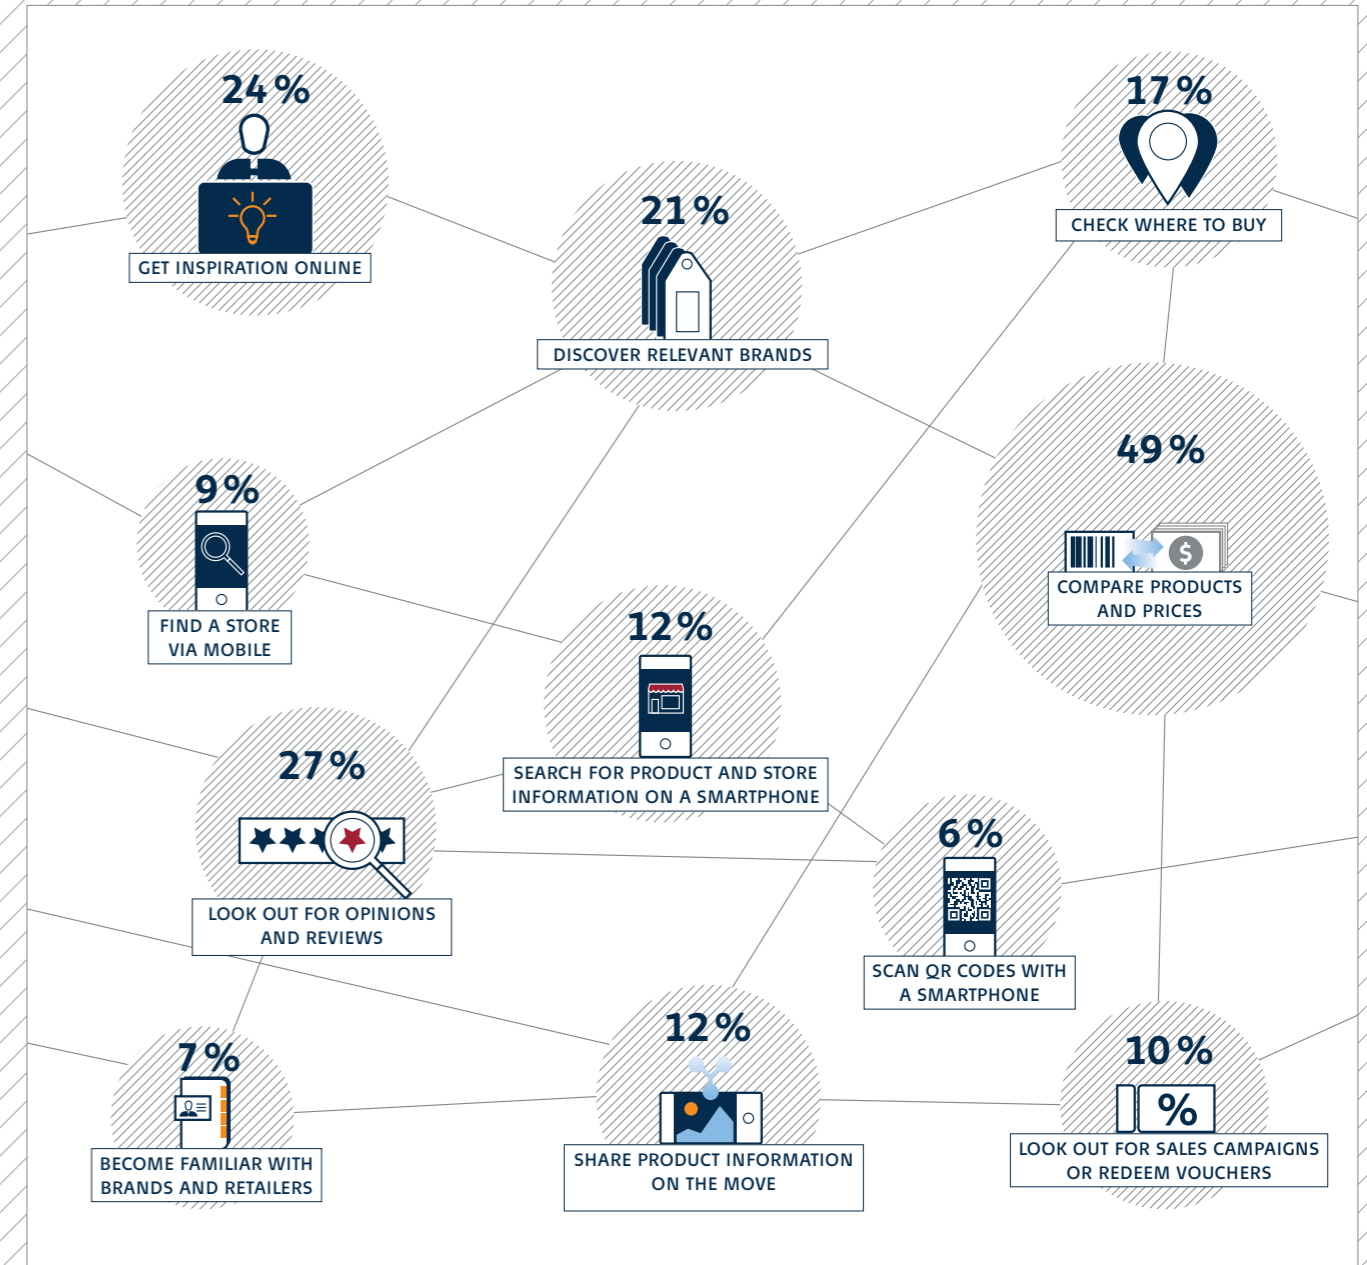 24%
GET INSPIRATION ONLINE
17%
CHECK WHERE TO BUY
21%
DISCOVER RELEVANT BRANDS
49%
$
COMPARE PRODUCTS
AND PRICES
9%
FIND A STORE
VIA MOBILE
12%
SEARCH FOR PRODUCT AND STORE
INFORMATION ON A SMARTPHONE
27%
LOOK OUT FOR OPINIONS
AND REVIEWS
6%
SCAN QR CODES WITH
A SMARTPHONE
7%
BECOME FAMILIAR WITH
BRANDS AND RETAILERS
12%
SHARE PRODUCT INFORMATION
ON THE MOVE
10%
%
LOOK OUT FOR SALES CAMPAIGNS
OR REDEEM VOUCHERS